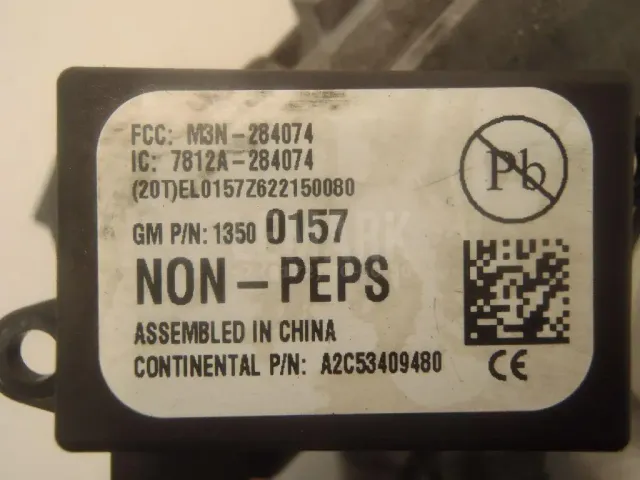 FCC: M3N-284074
IC: 7812A-284074
(20T)EL0157Z622150080
GM P/N: 1350 0157
NON-PEPS
ASSEMBLED IN CHINA
CONTINENTAL P/N: A2C53409480
Pb
CE